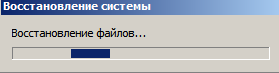 Восстановление системы
Восстановление файлов...